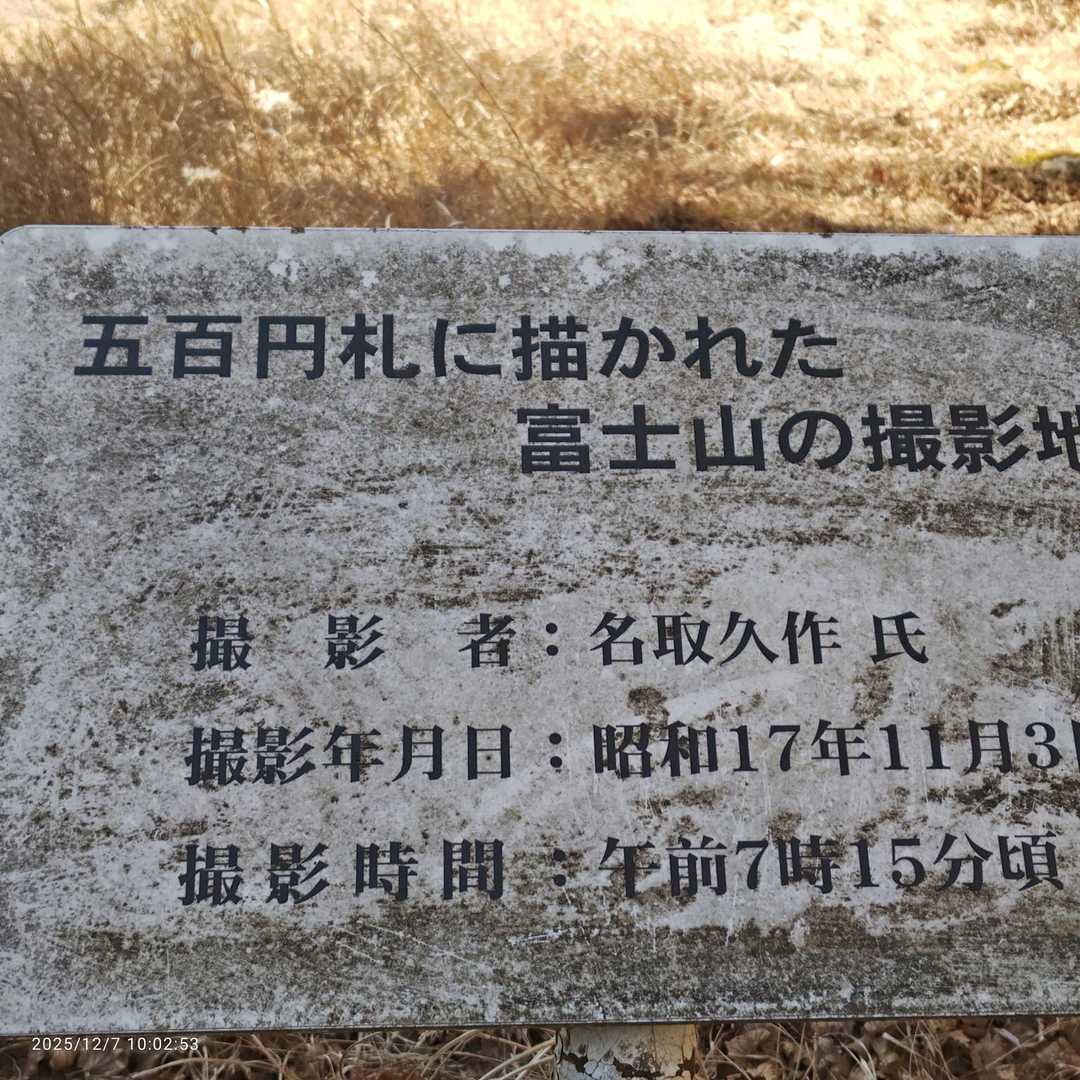 五百円札に描かれた
富士山の撮影地
撮　影　者：名取久作 氏
撮影年月日：昭和17年11月3日
撮影時間：午前7時15分頃
2025/12/7 10:02:53